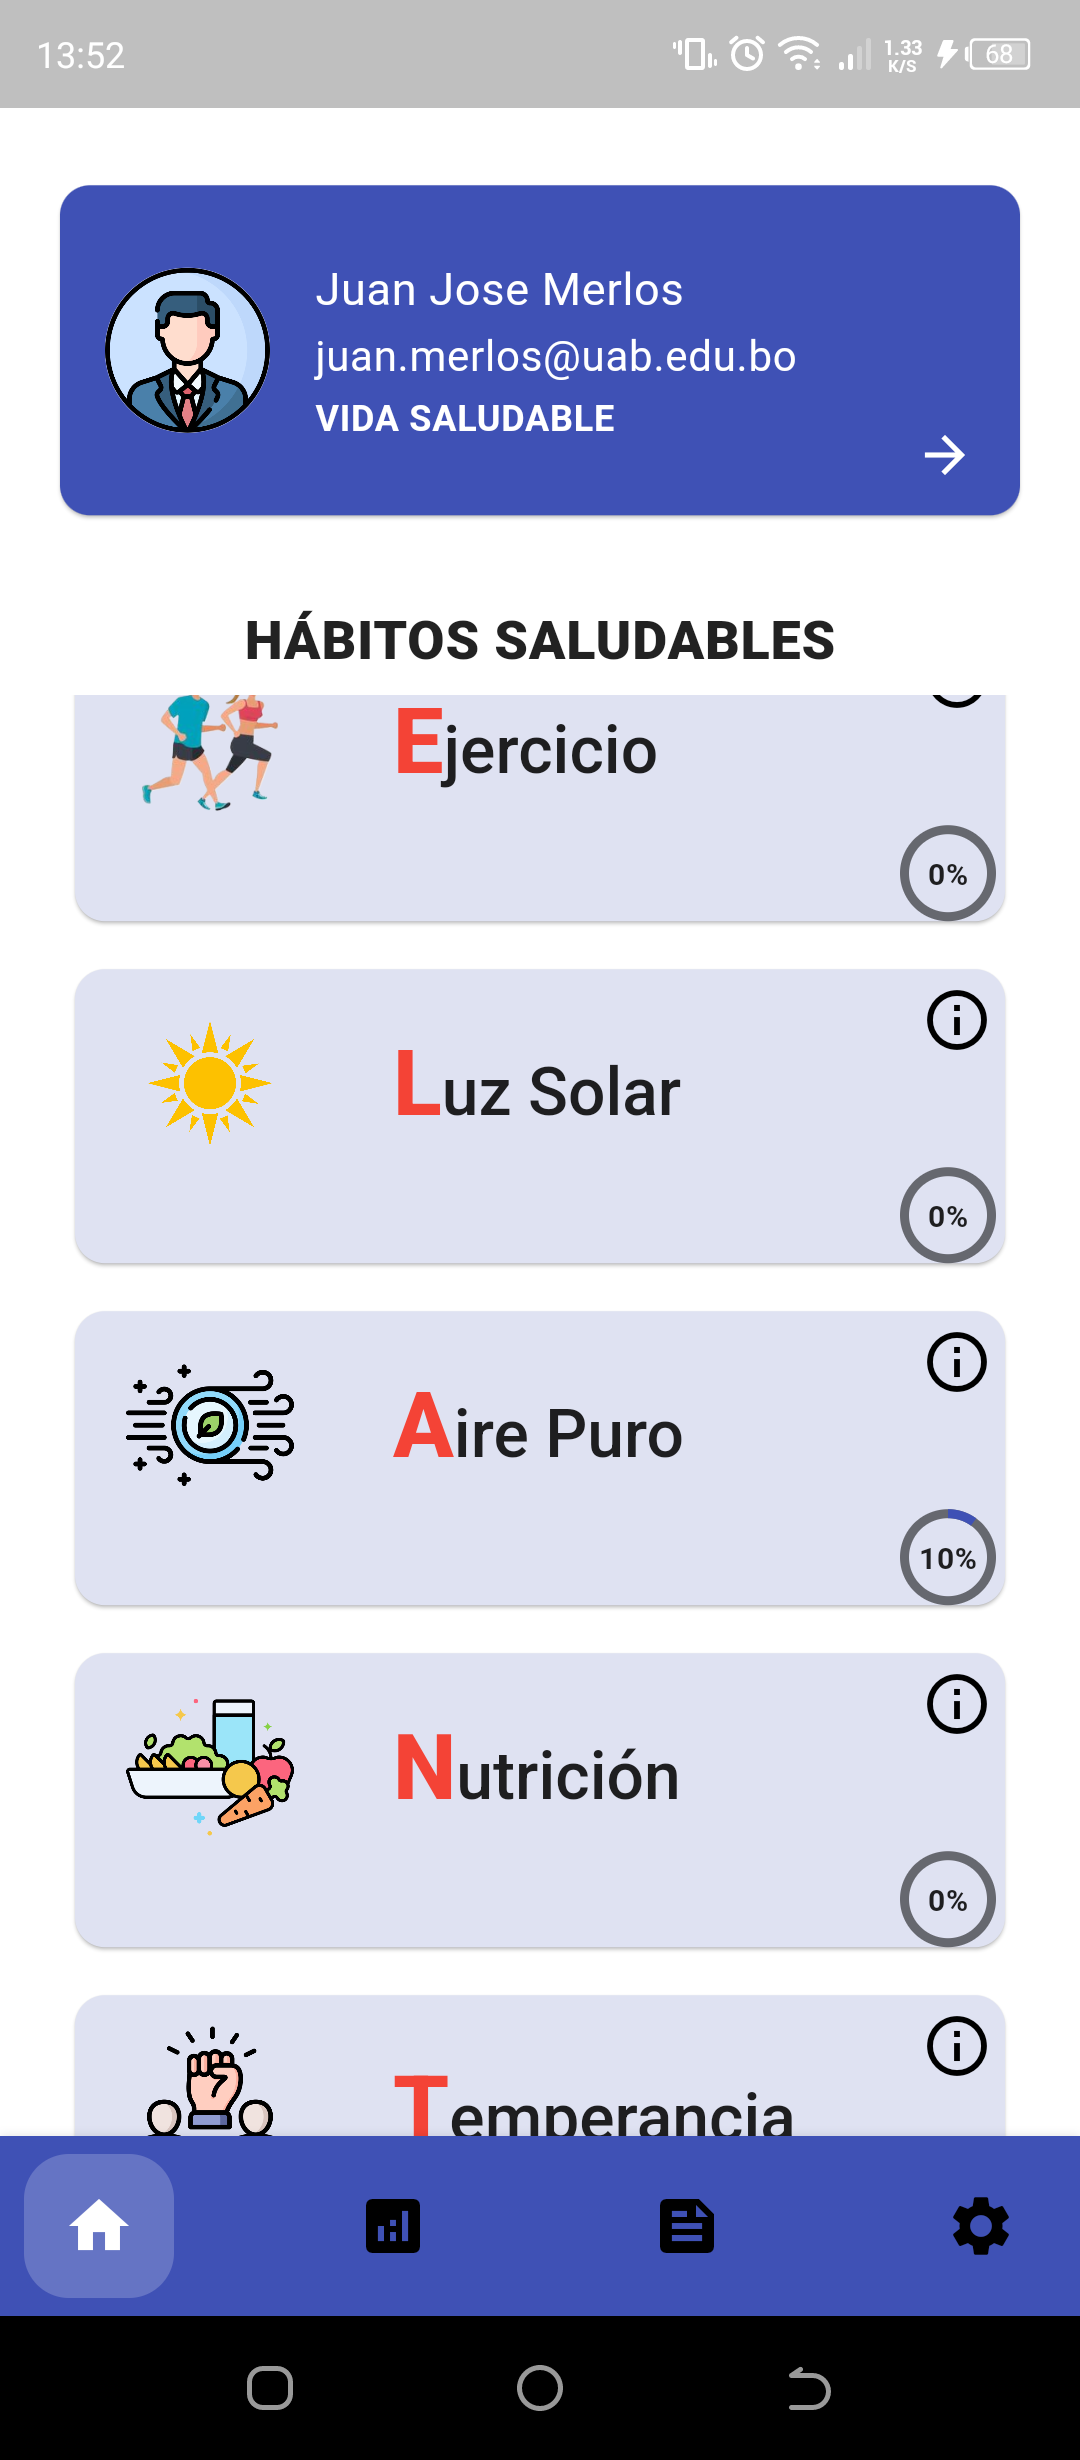 13:52
1.33
K/S
68
Juan Jose Merlos
juan.merlos@uab.edu.bo
VIDA SALUDABLE
HÁBITOS SALUDABLES
Ejercicio
0%
Luz Solar
0%
Aire Puro
10%
Nutrición
0%
Temperancia